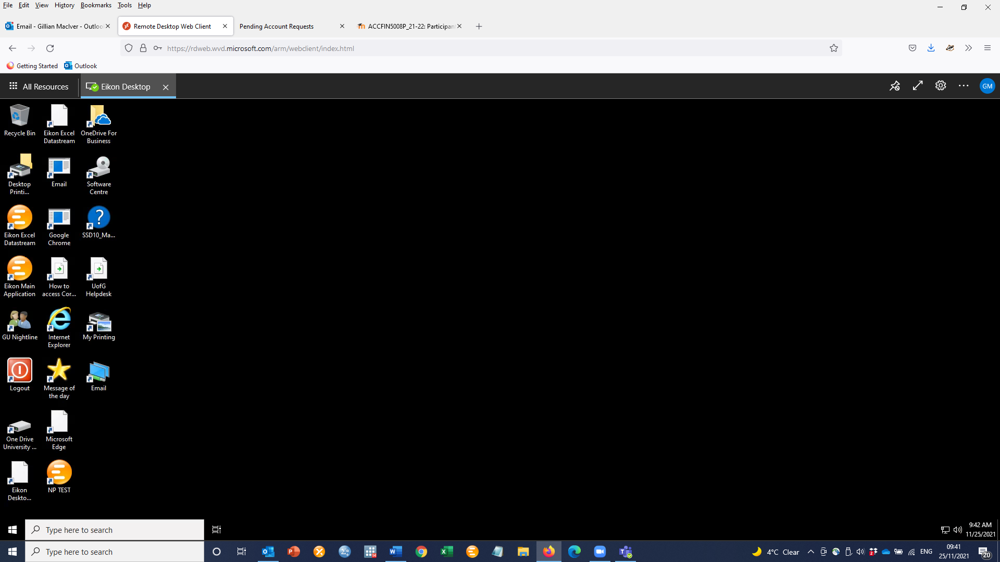 File Edit View History Bookmarks Tools Help
Email - Gillian MacIver - Outloo
Remote Desktop Web Client
Pending Account Requests
ACCFIN5008P_21-22: Participan
https://rdweb.wvd.microsoft.com/arm/webclient/index.html
Getting Started
Outlook
All Resources
Eikon Desktop
GM
Recycle Bin
Eikon Excel
Datastream
OneDrive For
Business
Desktop
Printi...
Email
Software
Centre
Eikon Excel
Datastream
Google
Chrome
SSD10_Ma...
Eikon Main
Application
How to
access Cor...
UofG
Helpdesk
GU Nightline
Internet
Explorer
My Printing
Logout
Message of
the day
Email
One Drive
University ...
Microsoft
Edge
Eikon
Deskto...
NP TEST
Type here to search
9:42 AM
11/25/2021
Type here to search
14
4°C Clear
2
ENG
09:41
25/11/2021
20